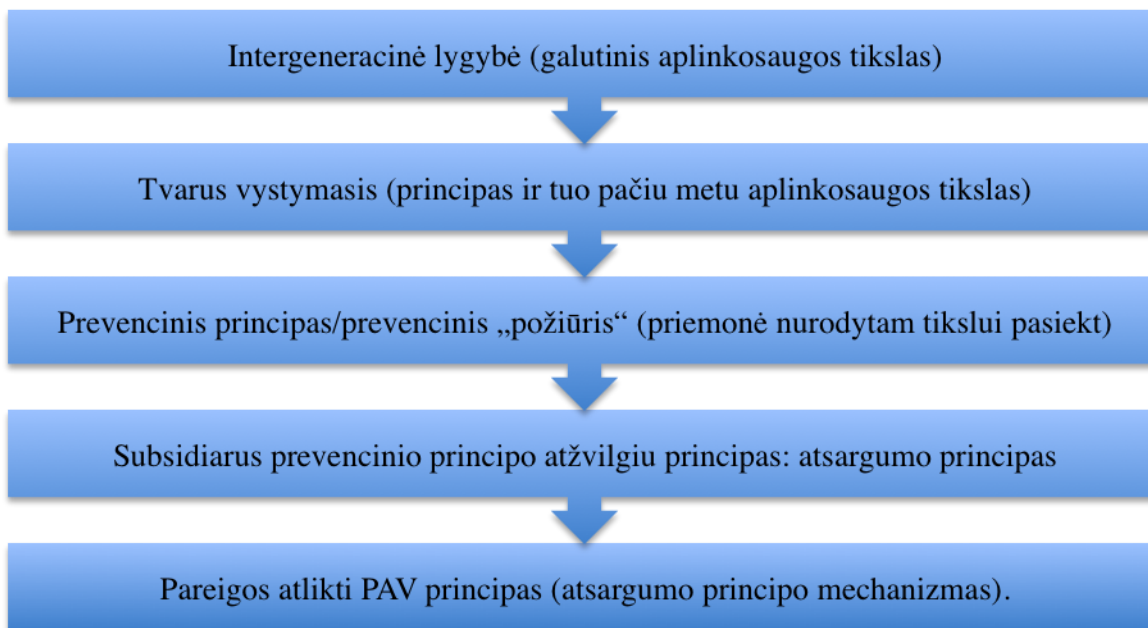 Intergeneracinė lygybė (galutinis aplinkosaugos tikslas)
Tvarus vystymasis (principas ir tuo pačiu metu aplinkosaugos tikslas)
Prevencinis principas/prevencinis „požiūris“ (priemonė nurodytam tikslui pasiekt)
Subsidiarus prevencinio principo atžvilgiu principas: atsargumo principas
Pareigos atlikti PAV principas (atsargumo principo mechanizmas).